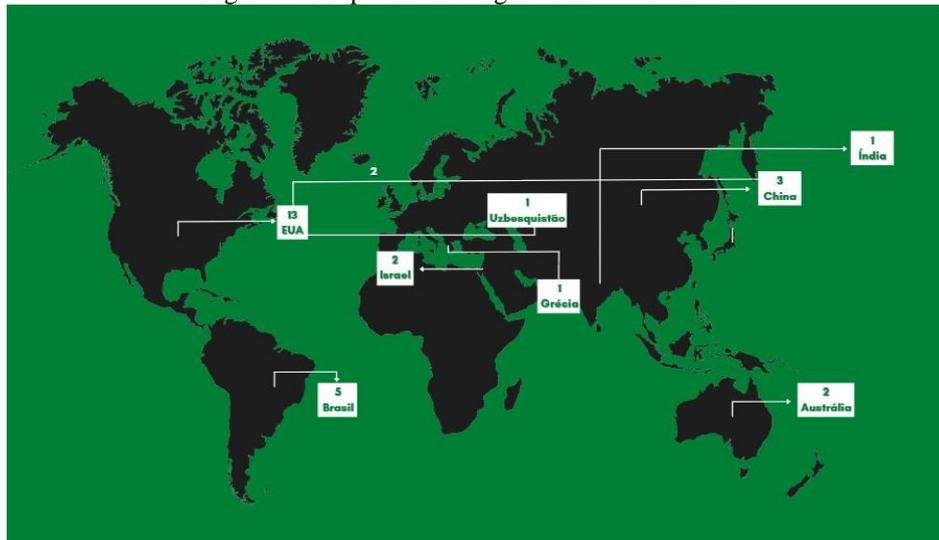 1
Índia
2
3
China
13
EUA
1
Uzbesquistão
2
Israel
1
Grécia
5
Brasil
2
Austrália